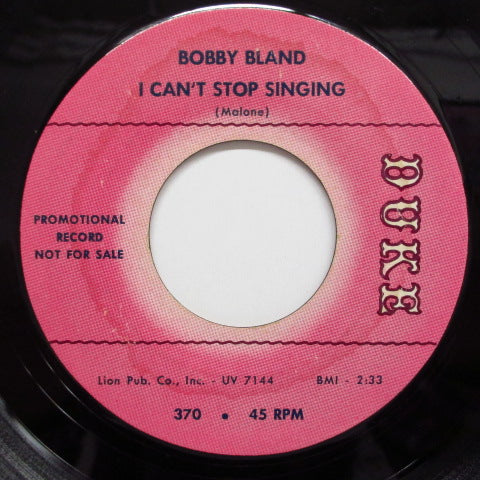 BOBBY BLAND
I CAN'T STOP SINGING
(Malone)
DUKE
PROMOTIONAL
RECORD
NOT FOR SALE
Lion Pub. Co., Inc. - UV 7144 BMI - 2:33
370 • 45 RPM